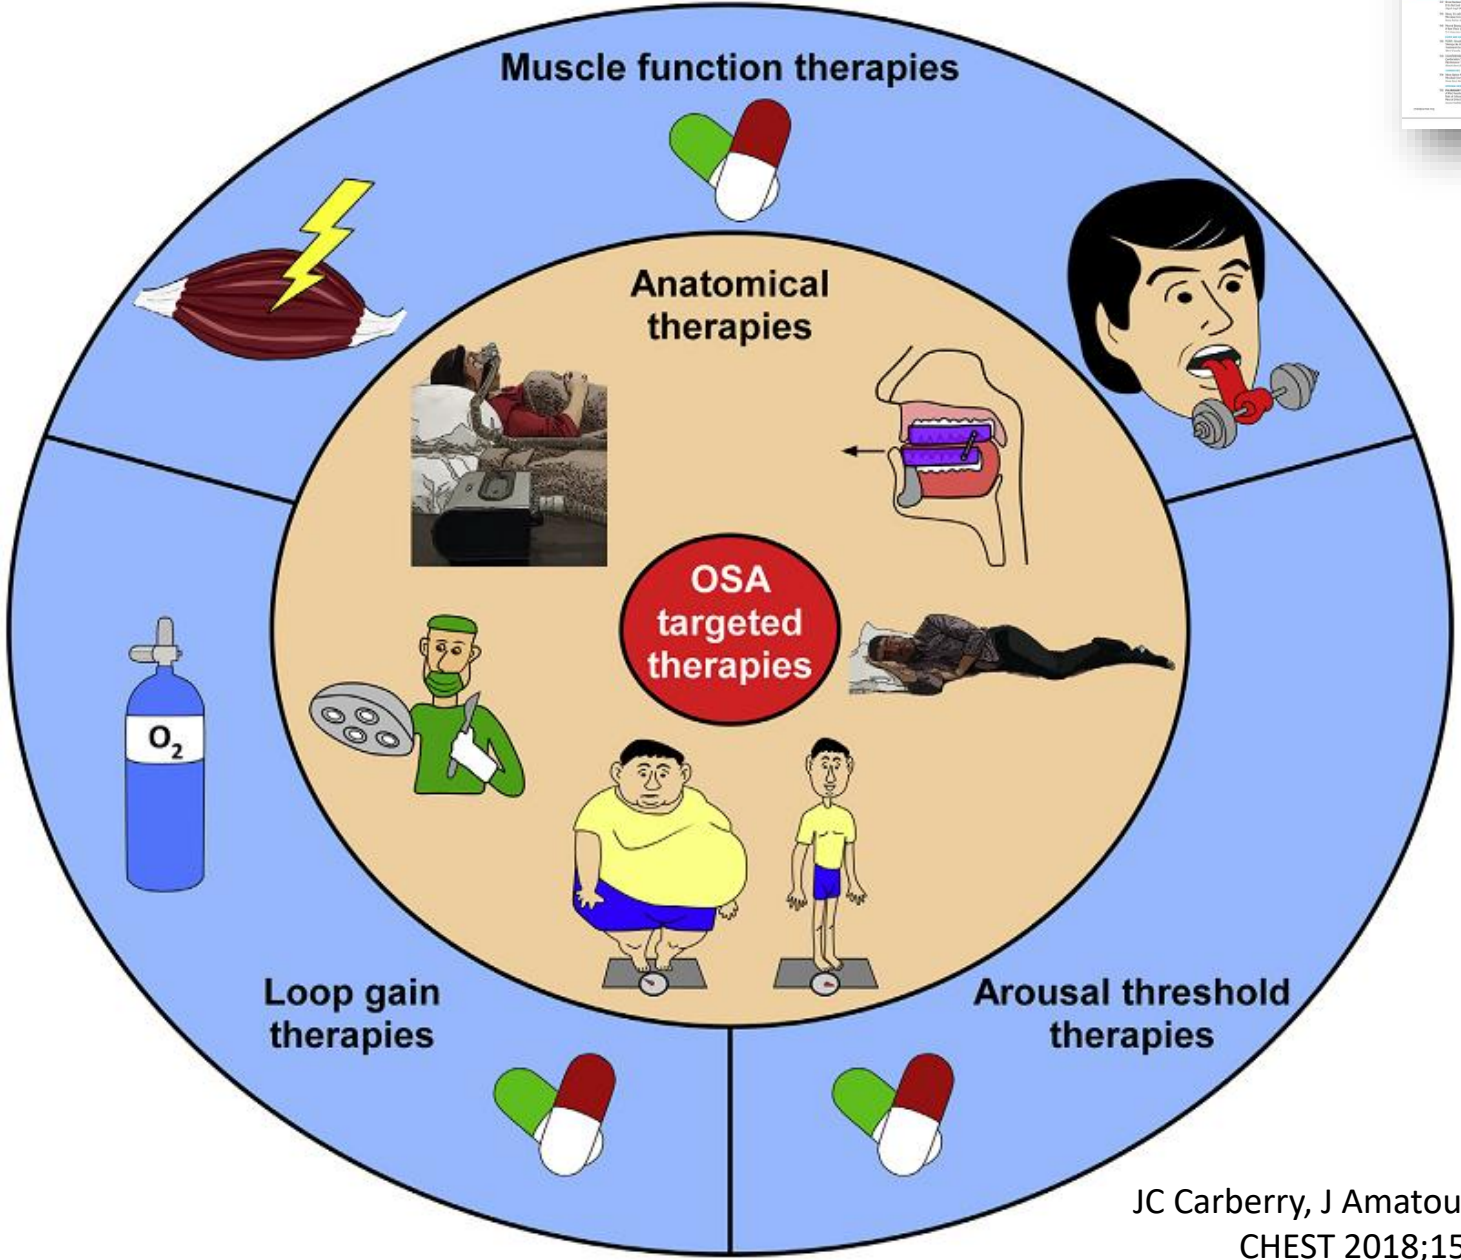 Muscle function therapies
Anatomical
therapies
OSA
targeted
therapies
O₂
Loop gain
therapies
Arousal threshold
therapies
JC Carberry, J Amatou
CHEST 2018;15